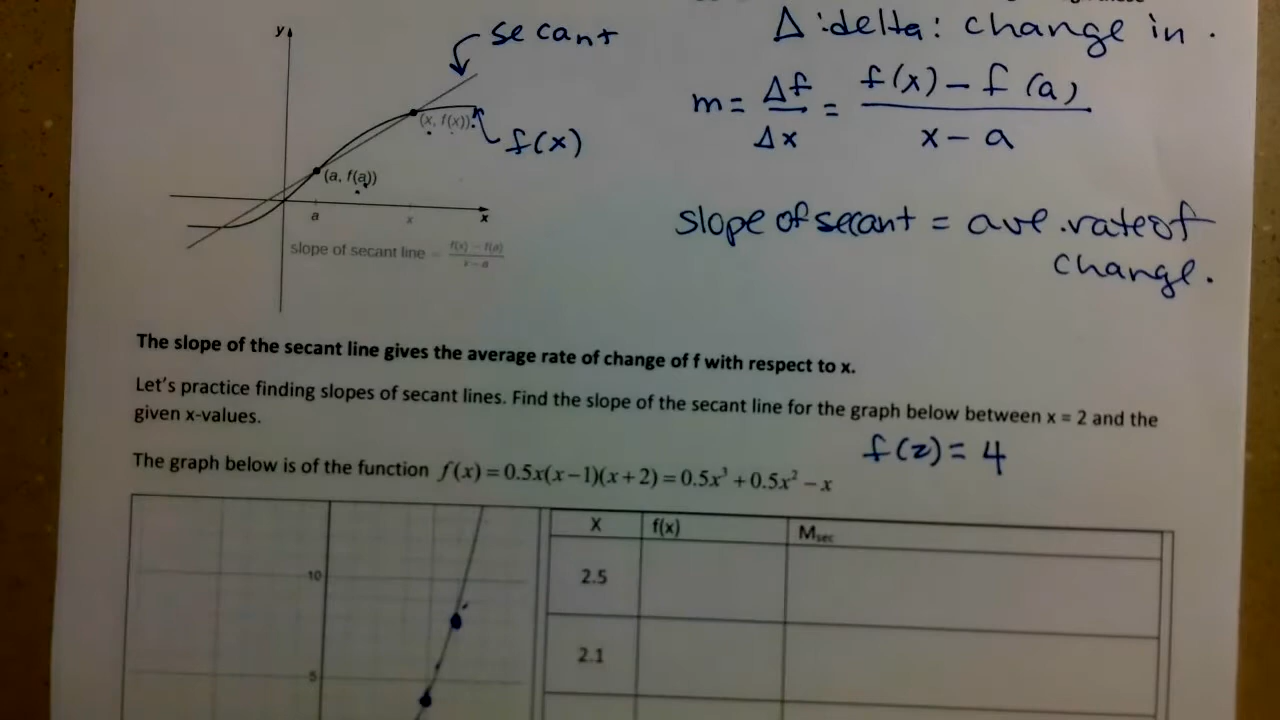 y
secant
Δ : delta : change in .
m = Δf / Δx = f(x) - f(a) / x - a
(x, f(x))
f(x)
(a, f(a))
a x x
slope of secant line = f(x) - f(a) / x - a
slope of secant = ave. rate of
change.
The slope of the secant line gives the average rate of change of f with respect to x.
Let's practice finding slopes of secant lines. Find the slope of the secant line for the graph below between x = 2 and the
given x-values.
f(2) = 4
The graph below is of the function f(x) = 0.5x(x-1)(x+2) = 0.5x³ + 0.5x² - x
X f(x) Msec
10
2.5
5
2.1